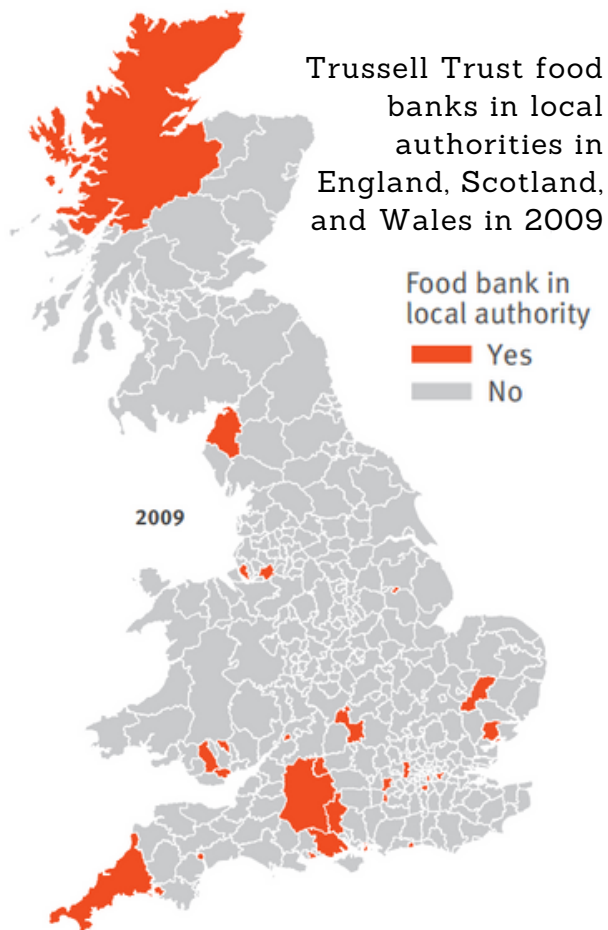 Trussell Trust food
banks in local
authorities in
England, Scotland,
and Wales in 2009
Food bank in
local authority
Yes
No
2009